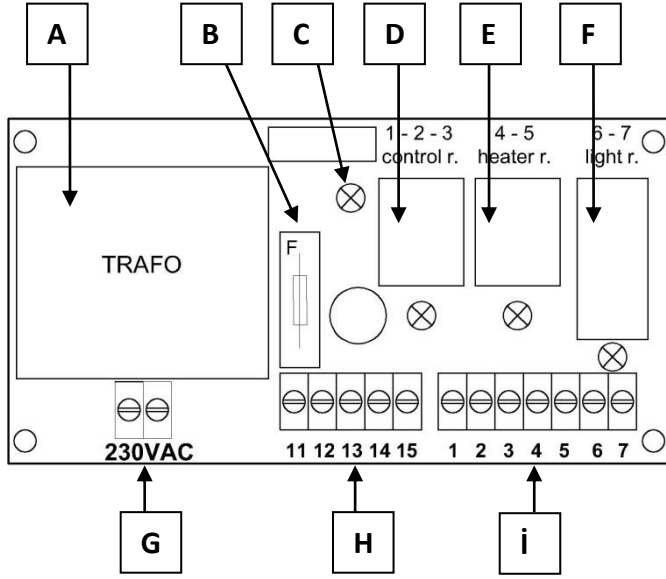 A B C D E F
1 - 2 - 3 4 - 5 6 - 7
control r. heater r. light r.
F
TRAFO
230VAC 11 12 13 14 15 1 2 3 4 5 6 7
G H İ